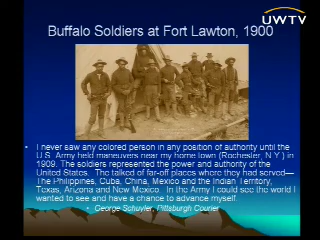 UWTV
Buffalo Soldiers at Fort Lawton, 1900
• I never saw any colored person in any position of authority until the
U.S. Army held maneuvers near my home town (Rochester, N.Y.) in
1909. The soldiers represented the power and authority of the
United States. The talked of far-off places where they had served—
The Philippines, Cuba, China, Mexico and the Indian Territory,
Texas, Arizona and New Mexico. In the Army I could see the world I
wanted to see and have a chance to advance myself.
• George Schuyler, Pittsburgh Courier